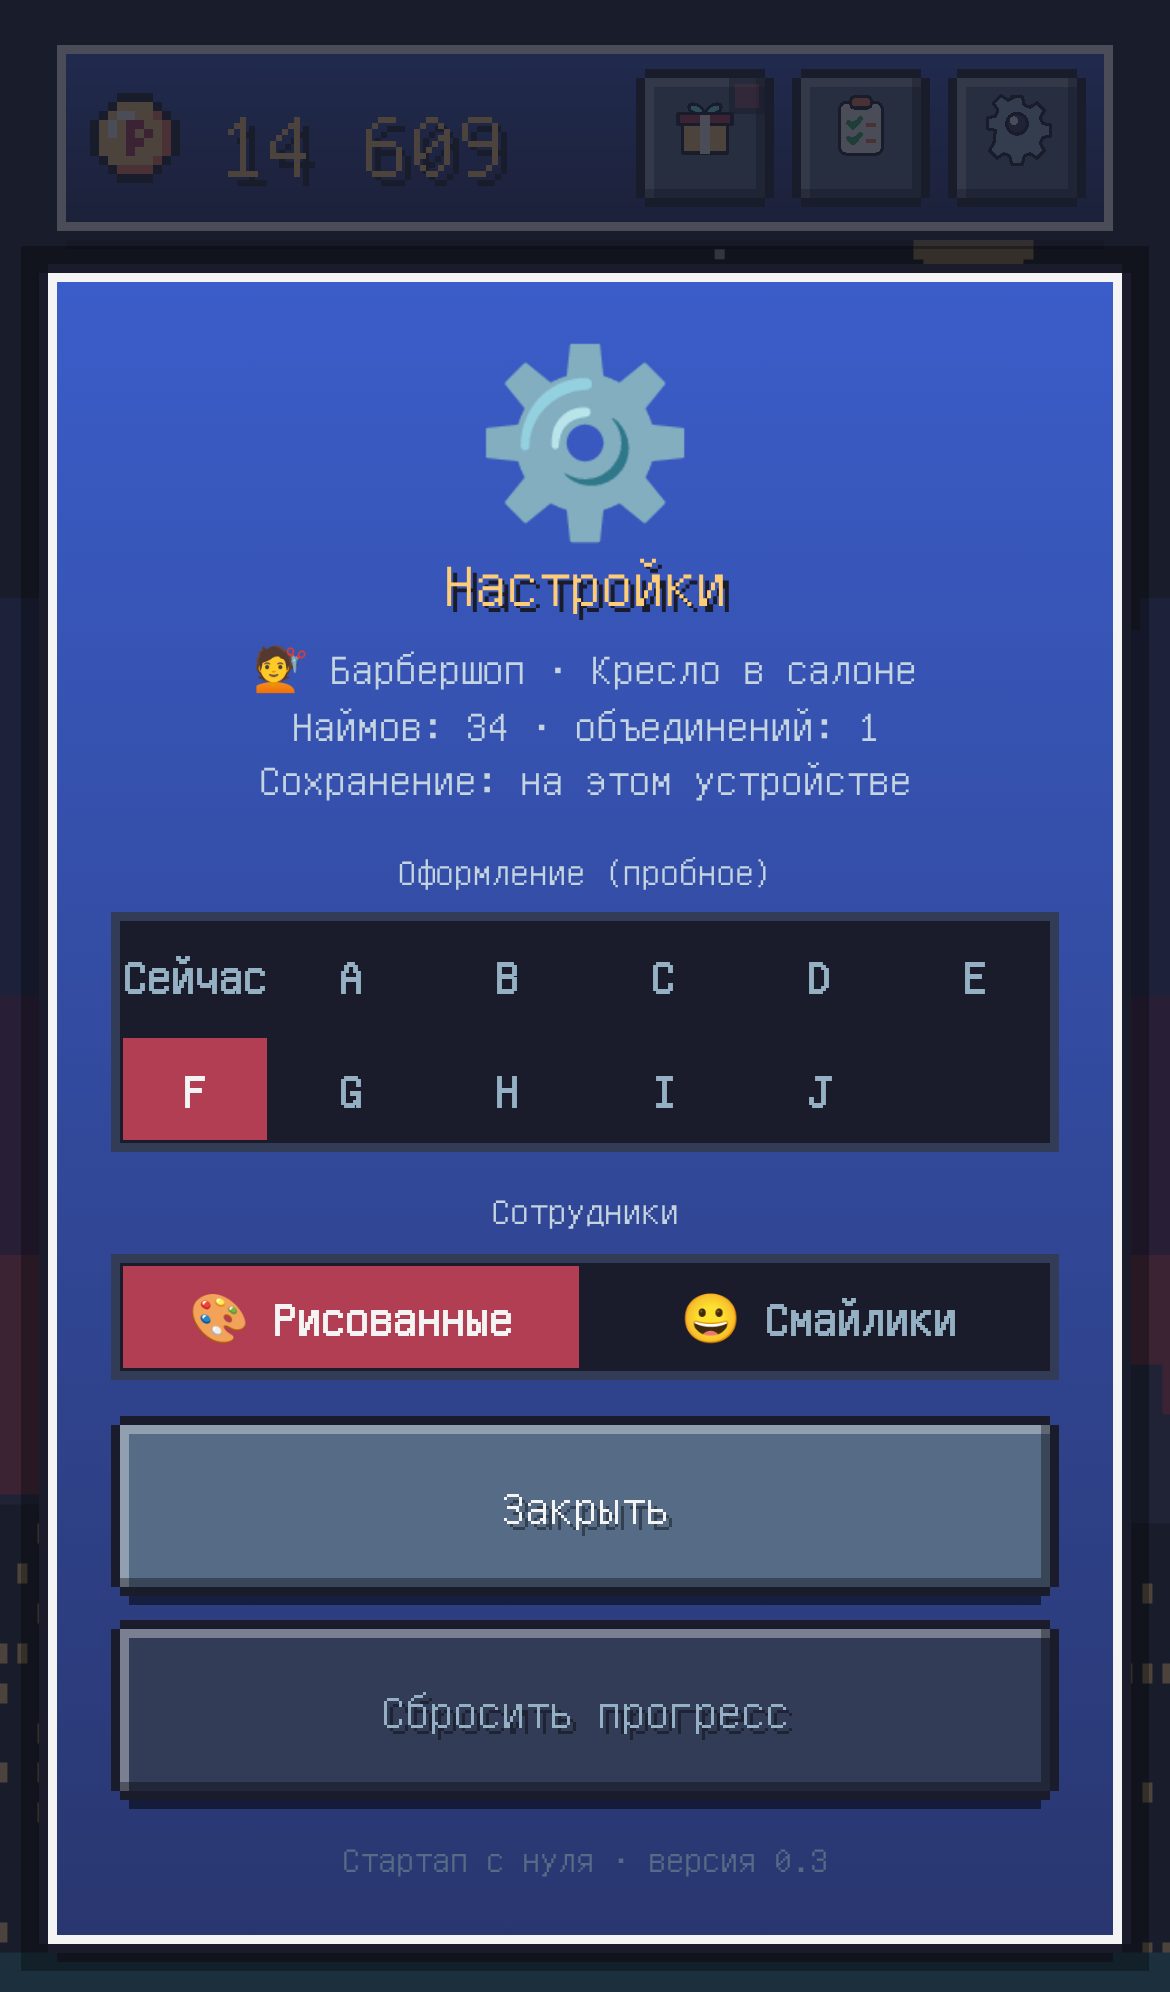 14 609
Настройки
Барбершоп · Кресло в салоне
Наймов: 34 · объединений: 1
Сохранение: на этом устройстве
Оформление (пробное)
Сейчас A B C D E
F G H I J
Сотрудники
Рисованные Смайлики
Закрыть
Сбросить прогресс
Стартап с нуля · версия 0.3